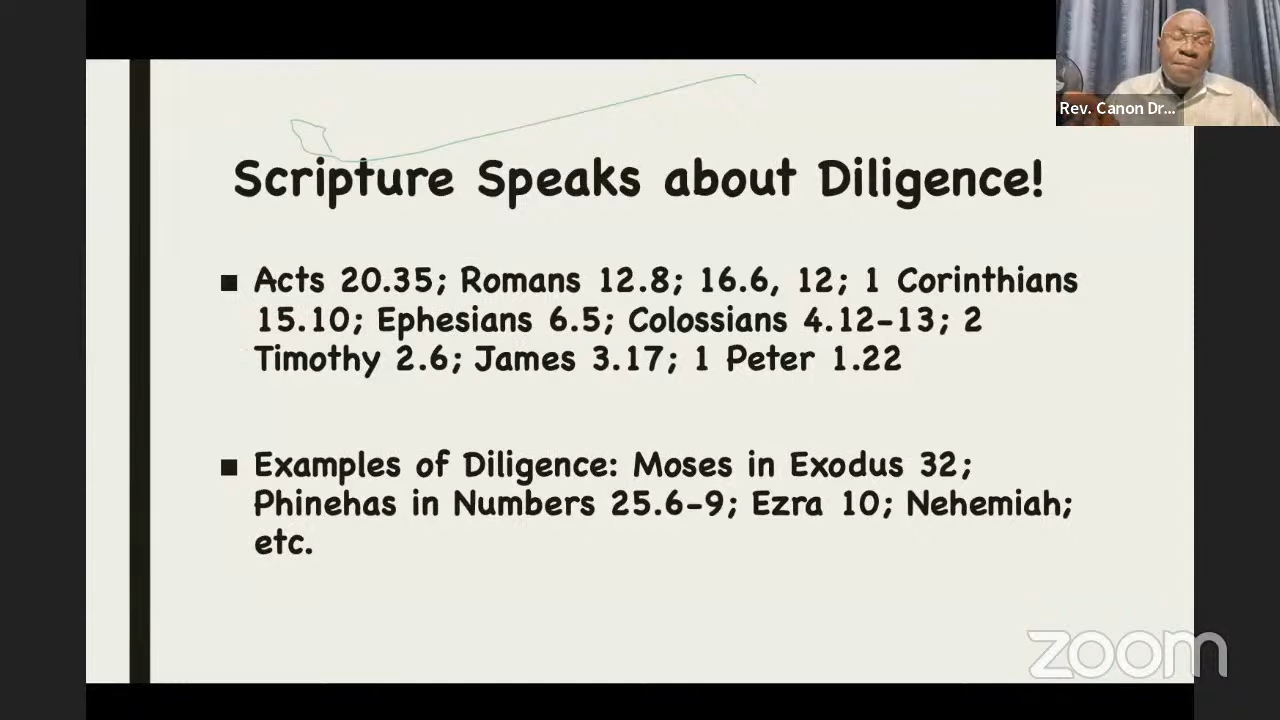 Rev. Canon Dr...
Scripture Speaks about Diligence!
■ Acts 20.35; Romans 12.8; 16.6, 12; 1 Corinthians
15.10; Ephesians 6.5; Colossians 4.12-13; 2
Timothy 2.6; James 3.17; 1 Peter 1.22
■ Examples of Diligence: Moses in Exodus 32;
Phinehas in Numbers 25.6-9; Ezra 10; Nehemiah;
etc.
zoom